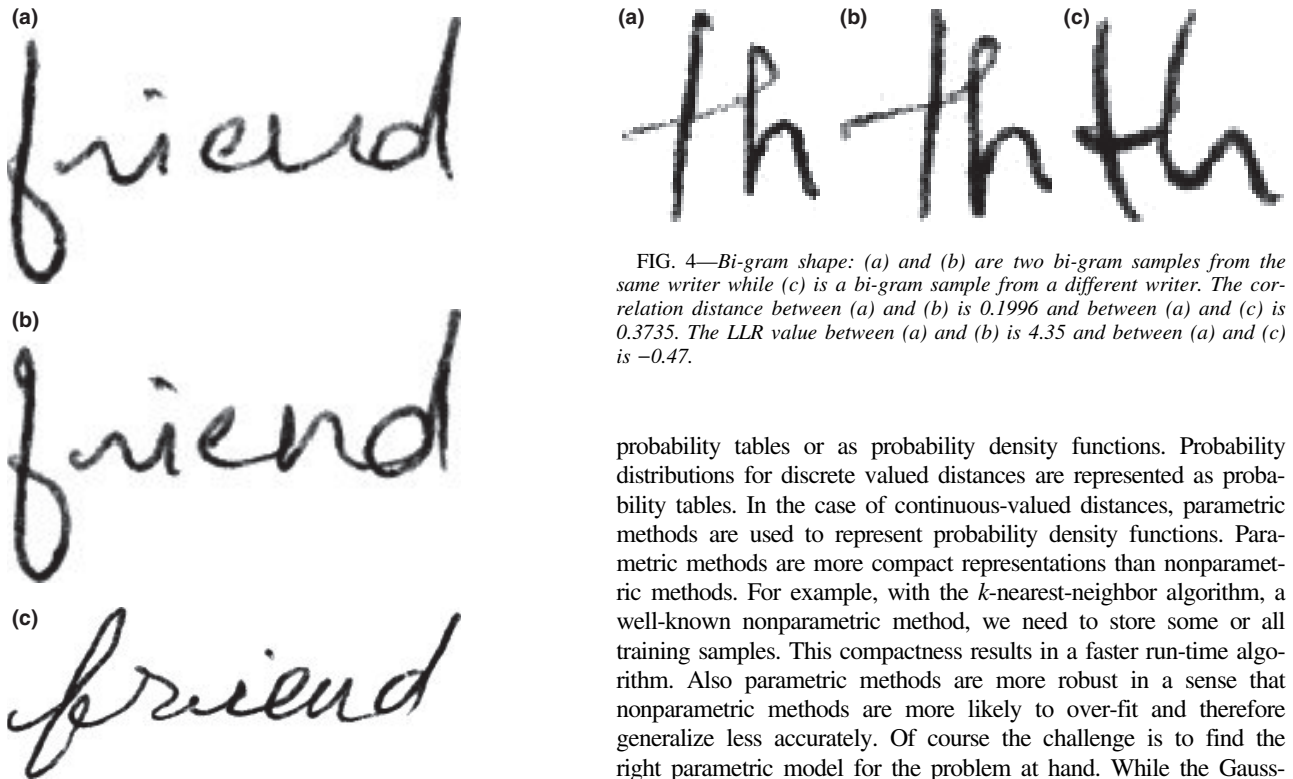 (a)
friend
(b)
friend
(c)
friend
(a) (b) (c)
th th th
FIG. 4—Bi-gram shape: (a) and (b) are two bi-gram samples from the
same writer while (c) is a bi-gram sample from a different writer. The cor-
relation distance between (a) and (b) is 0.1996 and between (a) and (c) is
0.3735. The LLR value between (a) and (b) is 4.35 and between (a) and (c)
is −0.47.
probability tables or as probability density functions. Probability
distributions for discrete valued distances are represented as proba-
bility tables. In the case of continuous-valued distances, parametric
methods are used to represent probability density functions. Para-
metric methods are more compact representations than nonparamet-
ric methods. For example, with the k-nearest-neighbor algorithm, a
well-known nonparametric method, we need to store some or all
training samples. This compactness results in a faster run-time algo-
rithm. Also parametric methods are more robust in a sense that
nonparametric methods are more likely to over-fit and therefore
generalize less accurately. Of course the challenge is to find the
right parametric model for the problem at hand. While the Gauss-